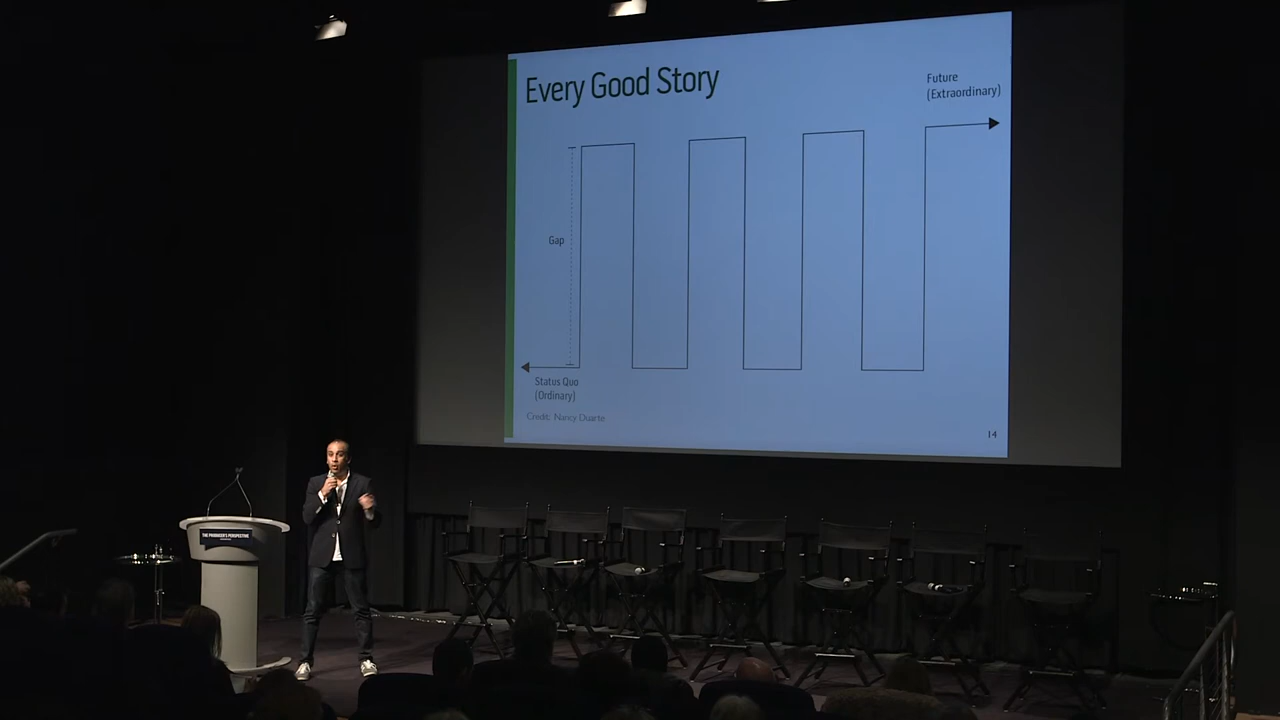 Every Good Story
Future
(Extraordinary)
Gap
Status Quo
(Ordinary)
Credit: Nancy Duarte
14
THE PRODUCER'S PERSPECTIVE